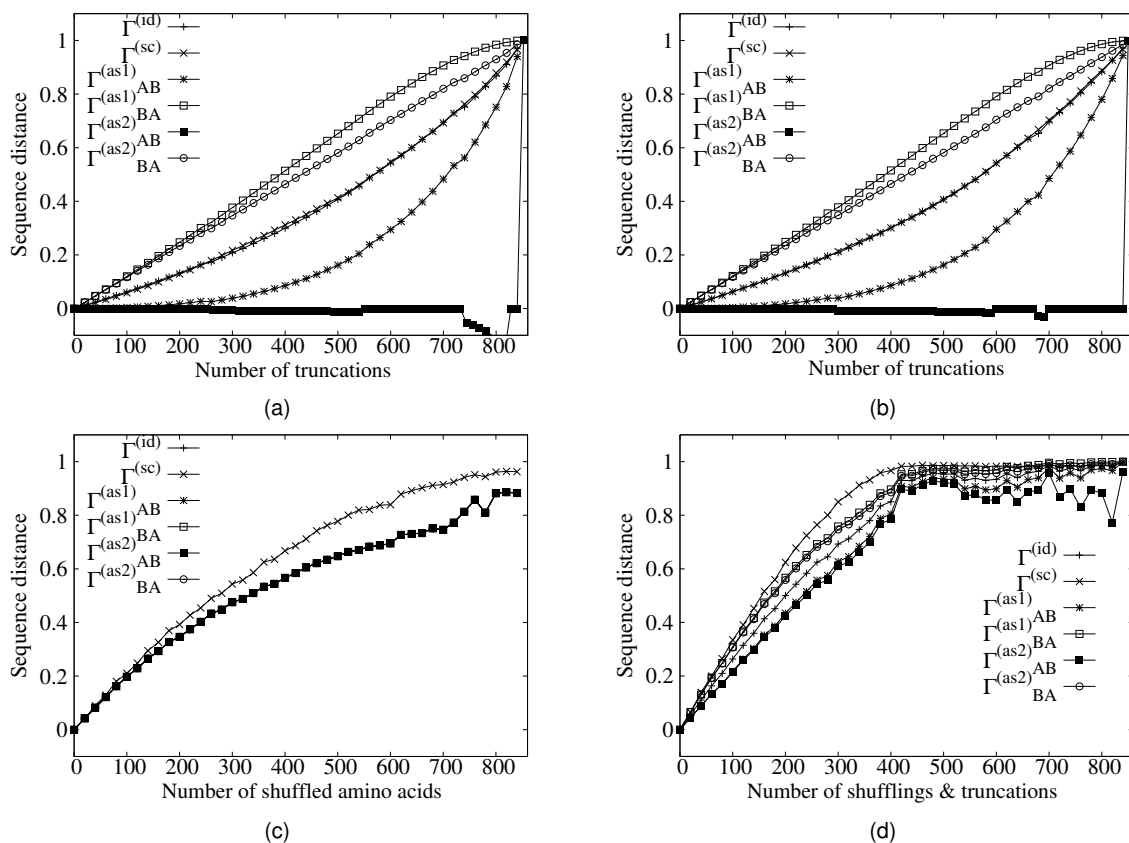 1
0.8
0.6
0.4
0.2
0
Sequence distance
Γ(id)
Γ(sc)
Γ(as1)AB
Γ(as1)BA
Γ(as2)AB
Γ(as2)BA
0 100 200 300 400 500 600 700 800
Number of truncations
(a)
1
0.8
0.6
0.4
0.2
0
Sequence distance
Γ(id)
Γ(sc)
Γ(as1)AB
Γ(as1)BA
Γ(as2)AB
Γ(as2)BA
0 100 200 300 400 500 600 700 800
Number of truncations
(b)
1
0.8
0.6
0.4
0.2
0
Sequence distance
Γ(id)
Γ(sc)
Γ(as1)AB
Γ(as1)BA
Γ(as2)AB
Γ(as2)BA
0 100 200 300 400 500 600 700 800
Number of shuffled amino acids
(c)
1
0.8
0.6
0.4
0.2
0
Sequence distance
Γ(id)
Γ(sc)
Γ(as1)AB
Γ(as1)BA
Γ(as2)AB
Γ(as2)BA
0 100 200 300 400 500 600 700 800
Number of shufflings & truncations
(d)